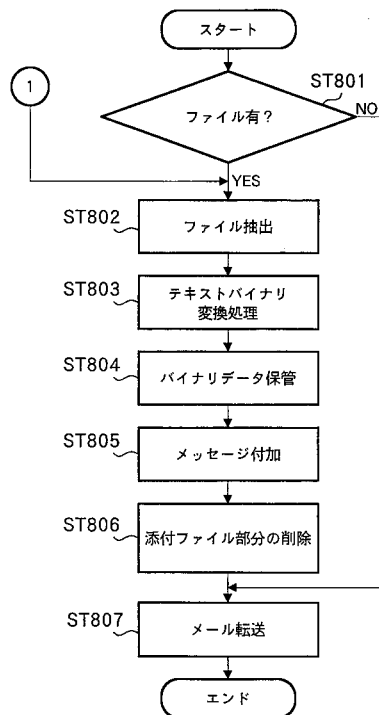 スタート
1
ST801
ファイル有?
NO
YES
ST802
ファイル抽出
ST803
テキストバイナリ
変換処理
ST804
バイナリデータ保管
ST805
メッセージ付加
ST806
添付ファイル部分の削除
ST807
メール転送
エンド